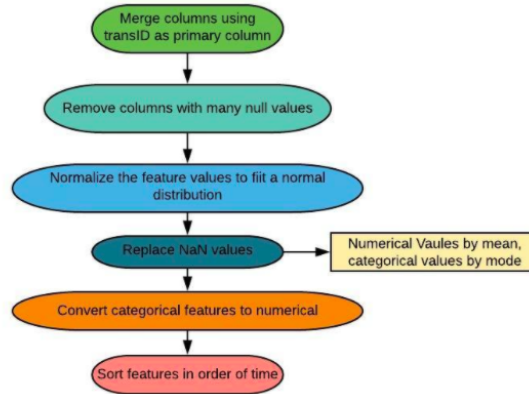 Merge columns using
transID as primary column
Remove columns with many null values
Normalize the feature values to fiit a normal
distribution
Replace NaN values
Numerical Vaules by mean,
categorical values by mode
Convert categorical features to numerical
Sort features in order of time